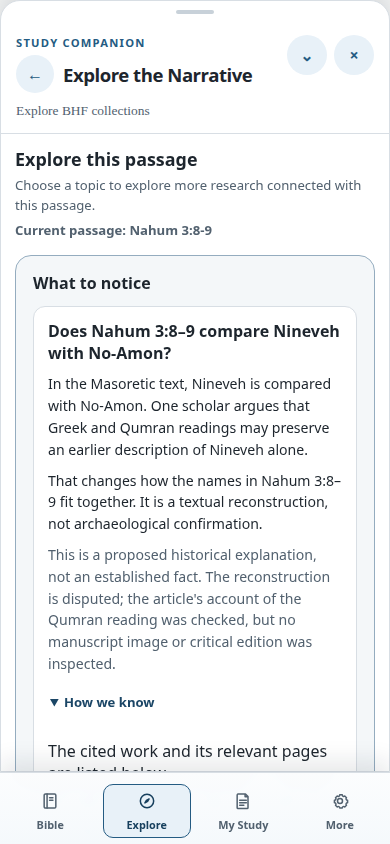 STUDY COMPANION
← Explore the Narrative
⌄ ×
Explore BHF collections
Explore this passage
Choose a topic to explore more research connected with
this passage.
Current passage: Nahum 3:8-9
What to notice
Does Nahum 3:8–9 compare Nineveh
with No-Amon?
In the Masoretic text, Nineveh is compared
with No-Amon. One scholar argues that
Greek and Qumran readings may preserve
an earlier description of Nineveh alone.
That changes how the names in Nahum 3:8–
9 fit together. It is a textual reconstruction,
not archaeological confirmation.
This is a proposed historical explanation,
not an established fact. The reconstruction
is disputed; the article's account of the
Qumran reading was checked, but no
manuscript image or critical edition was
inspected.
▼ How we know
The cited work and its relevant pages
are listed below
Bible Explore My Study More